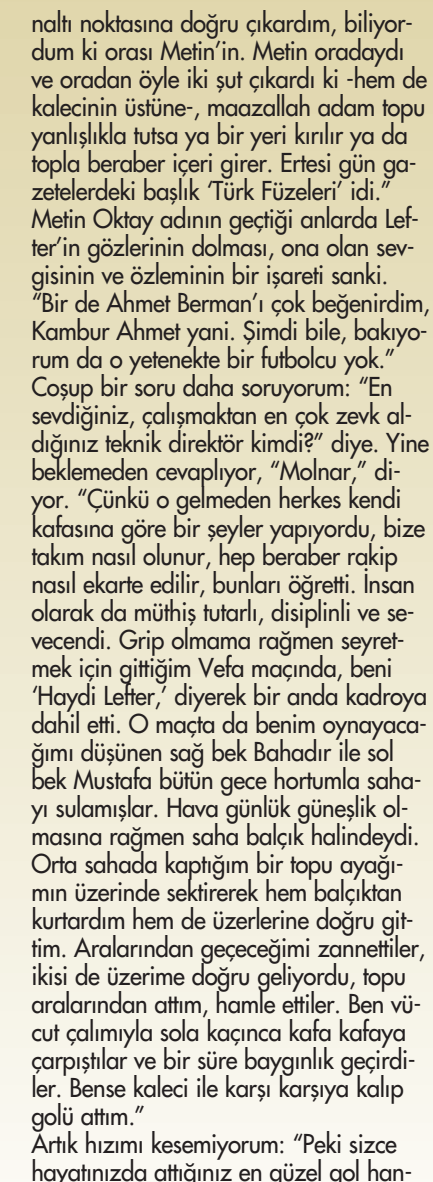 naltı noktasına doğru çıkardım, biliyor-
dum ki orası Metin’in. Metin oradaydı
ve oradan öyle iki şut çıkardı ki -hem de
kalecinin üstüne-, maazallah adam topu
yanlışlıkla tutsa ya bir yeri kırılır ya da
topla beraber içeri girer. Ertesi gün ga-
zetelerdeki başlık ‘Türk Füzeleri’ idi.”
Metin Oktay adının geçtiği anlarda Lef-
ter’in gözlerinin dolması, ona olan sev-
gisinin ve özleminin bir işareti sanki.
“Bir de Ahmet Berman’ı çok beğenirdim,
Kambur Ahmet yani. Şimdi bile, bakıyo-
rum da o yetenekte bir futbolcu yok.”
Coşup bir soru daha soruyorum: “En
sevdiğiniz, çalışmaktan en çok zevk al-
dığınız teknik direktör kimdi?” diye. Yine
beklemeden cevaplıyor, “Molnar,” di-
yor. “Çünkü o gelmeden herkes kendi
kafasına göre bir şeyler yapıyordu, bize
takım nasıl olunur, hep beraber rakip
nasıl ekarte edilir, bunları öğretti. İnsan
olarak da müthiş tutarlı, disiplinli ve se-
vecendi. Grip olmama rağmen seyret-
mek için gittiğim Vefa maçında, beni
‘Haydi Lefter,’ diyerek bir anda kadroya
dahil etti. O maçta da benim oynayaca-
ğımı düşünen sağ bek Bahadır ile sol
bek Mustafa bütün gece hortumla saha-
yı sulamışlar. Hava günlük güneşlik ol-
masına rağmen saha balçık halindeydi.
Orta sahada kaptığım bir topu ayağı-
mın üzerinde sektirerek hem balçıktan
kurtardım hem de üzerlerine doğru git-
tim. Aralarından geçeceğimi zannettiler,
ikisi de üzerime doğru geliyordu, topu
aralarından attım, hamle ettiler. Ben vü-
cut çalımıyla sola kaçınca kafa kafaya
çarpıştılar ve bir süre baygınlık geçirdi-
ler. Bense kaleci ile karşı karşıya kalıp
golü attım.”
Artık hızımı kesemiyorum: “Peki sizce
hayatınızda attığınız en güzel gol han-